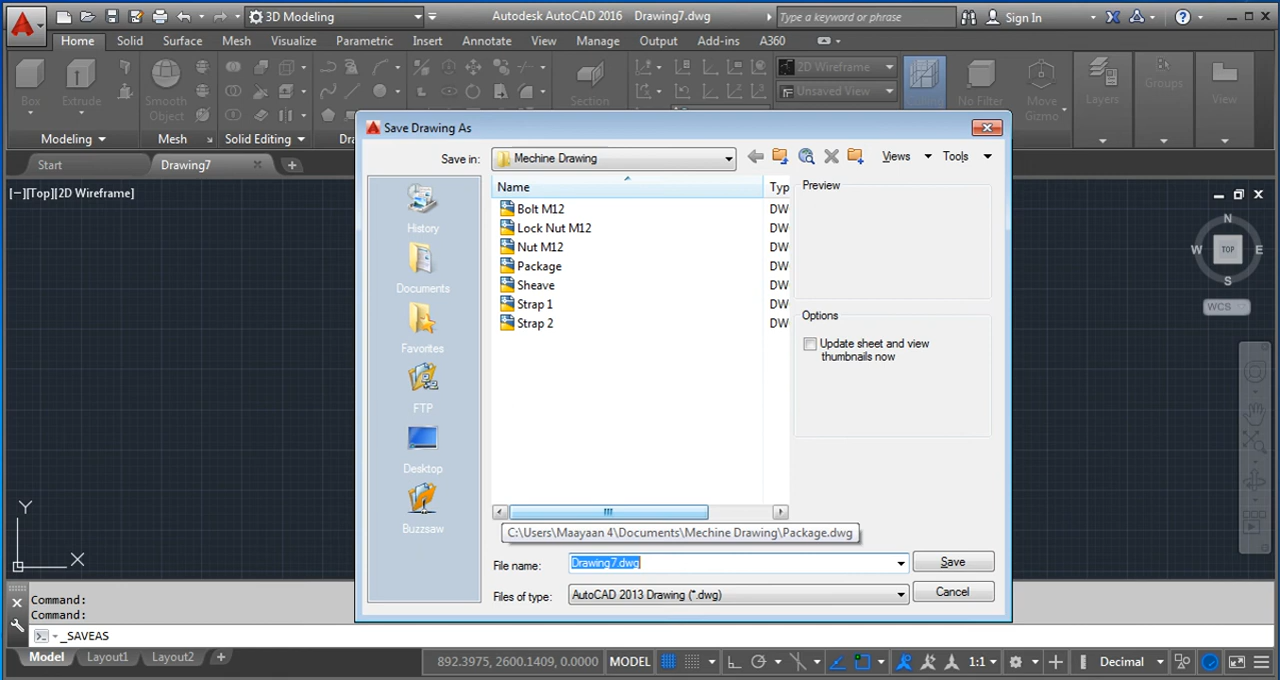 3D Modeling
Autodesk AutoCAD 2016 Drawing7.dwg
Type a keyword or phrase
Sign In
Home
Solid
Surface
Mesh
Visualize
Parametric
Insert
Annotate
View
Manage
Output
Add-ins
A360
Box
Extrude
Smooth
Object
Section
2D Wireframe
Unsaved View
No Filter
Move
Gizmo
Layers
Groups
View
Modeling
Mesh
Solid Editing
Start
Drawing7
[−][Top][2D Wireframe]
N
W
TOP
E
S
WCS
Save Drawing As
Save in:
Mechine Drawing
Views
Tools
Name
Typ
Preview
History
Documents
Favorites
FTP
Desktop
Buzzsaw
Bolt M12
DW
Lock Nut M12
DW
Nut M12
DW
Package
DW
Sheave
DW
Strap 1
DW
Strap 2
DW
Options
Update sheet and view
thumbnails now
C:\Users\Maayaan 4\Documents\Mechine Drawing\Package.dwg
File name:
Drawing7.dwg
Save
Files of type:
AutoCAD 2013 Drawing (*.dwg)
Cancel
Y
X
Command:
Command:
_SAVEAS
Model
Layout1
Layout2
892.3975, 2600.1409, 0.0000
MODEL
1:1
Decimal